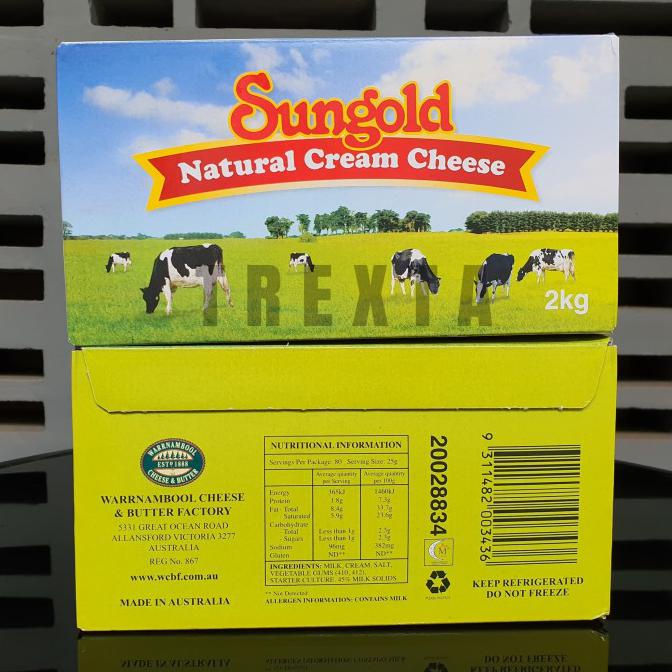 Sungold
Natural Cream Cheese
TREXTA
2kg
WARRNAMBOOL
ESTD 1888
CHEESE & BUTTER
WARRNAMBOOL CHEESE
& BUTTER FACTORY
5331 GREAT OCEAN ROAD
ALLANSFORD VICTORIA 3277
AUSTRALIA
REG No. 867
www.wcbf.com.au
MADE IN AUSTRALIA
NUTRITIONAL INFORMATION
Servings Per Package: 80 Serving Size: 25g
Average quantity per Serving Average quantity per 100g
Energy 365kJ 1460kJ
Protein 1.8g 7.3g
Fat - Total 8.4g 33.7g
Saturated 5.9g 23.6g
Carbohydrate
- Total Less than 1g 2.5g
- Sugars Less than 1g 2.5g
Sodium 96mg 382mg
Gluten ND** ND**
INGREDIENTS: MILK, CREAM, SALT,
VEGETABLE GUMS (410, 412),
STARTER CULTURE. 45% MILK SOLIDS
** Not Detected
ALLERGEN INFORMATION: CONTAINS MILK
20028834
M
9 311482 003436
KEEP REFRIGERATED
DO NOT FREEZE